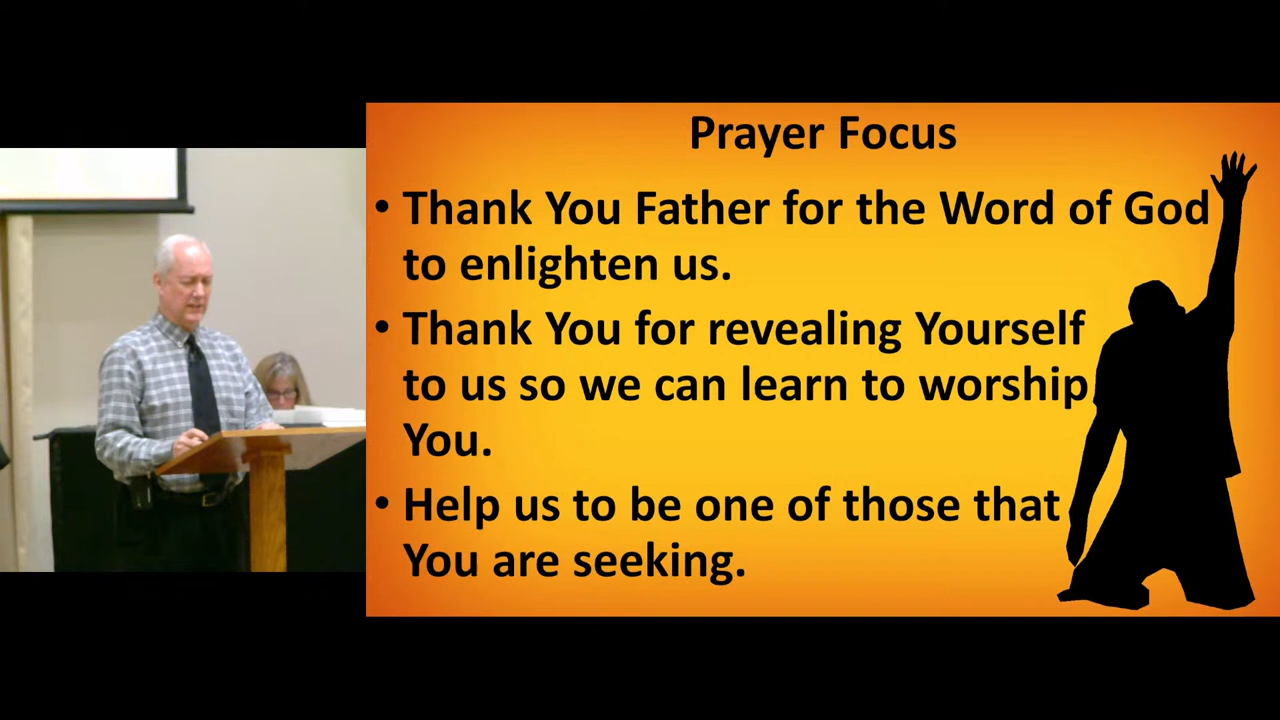 Prayer Focus
• Thank You Father for the Word of God
to enlighten us.
• Thank You for revealing Yourself
to us so we can learn to worship
You.
• Help us to be one of those that
You are seeking.